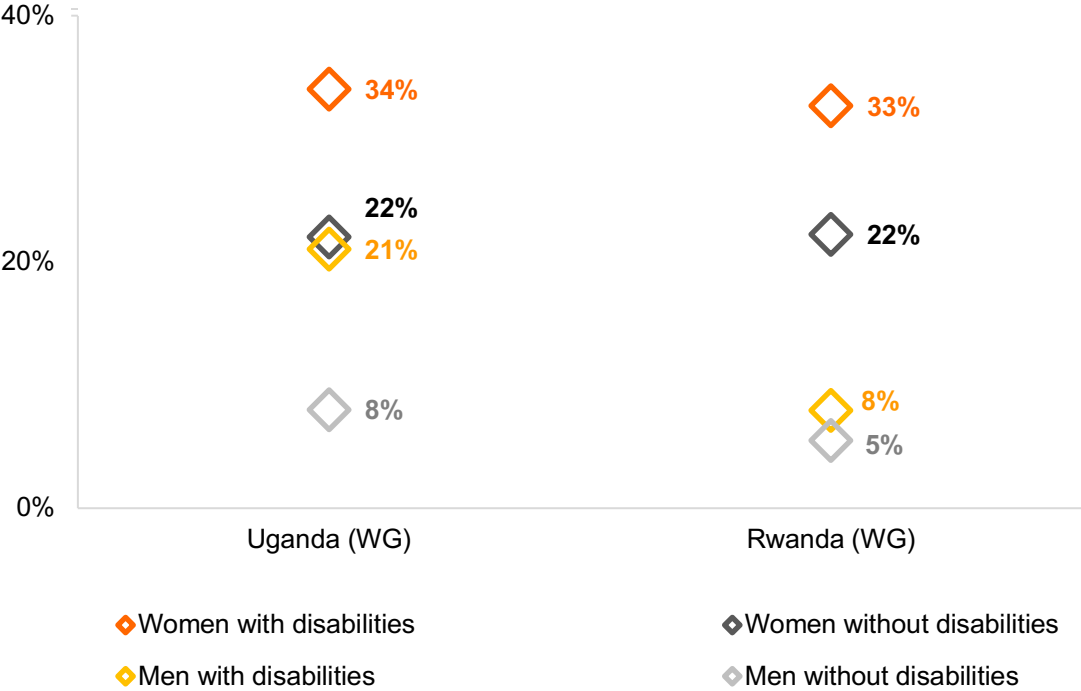 40%
34%
33%
22%
22%
21%
20%
8%
8%
5%
0%
Uganda (WG)
Rwanda (WG)
Women with disabilities
Women without disabilities
Men with disabilities
Men without disabilities